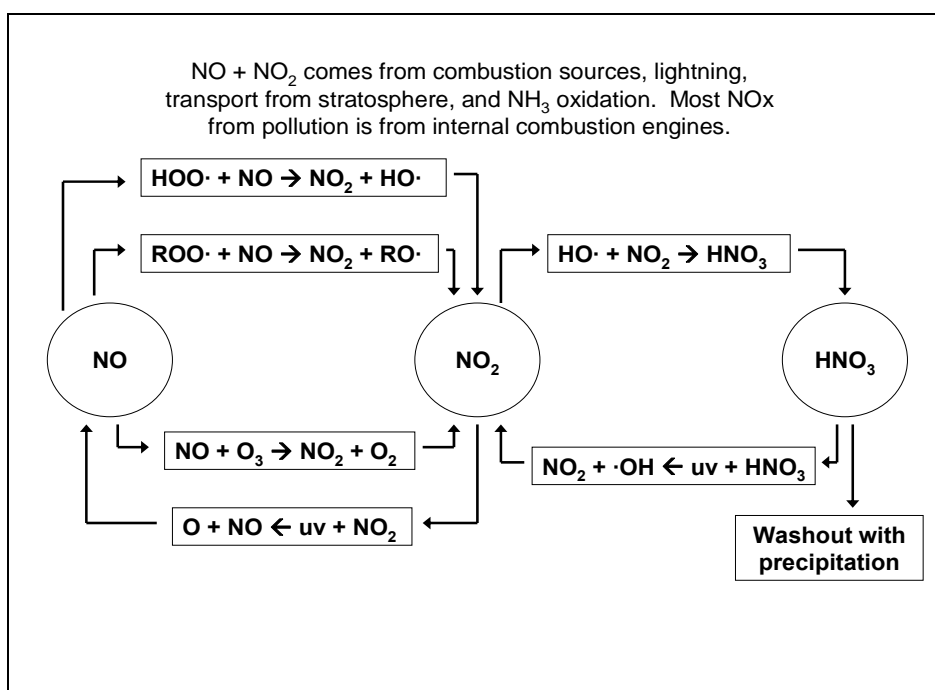 NO + NO₂ comes from combustion sources, lightning,
transport from stratosphere, and NH₃ oxidation.  Most NOx
from pollution is from internal combustion engines.
HOO· + NO → NO₂ + HO·
ROO· + NO → NO₂ + RO·
HO· + NO₂ → HNO₃
NO
NO₂
HNO₃
NO + O₃ → NO₂ + O₂
NO₂ + ·OH ← uv + HNO₃
O + NO ← uv + NO₂
Washout with
precipitation